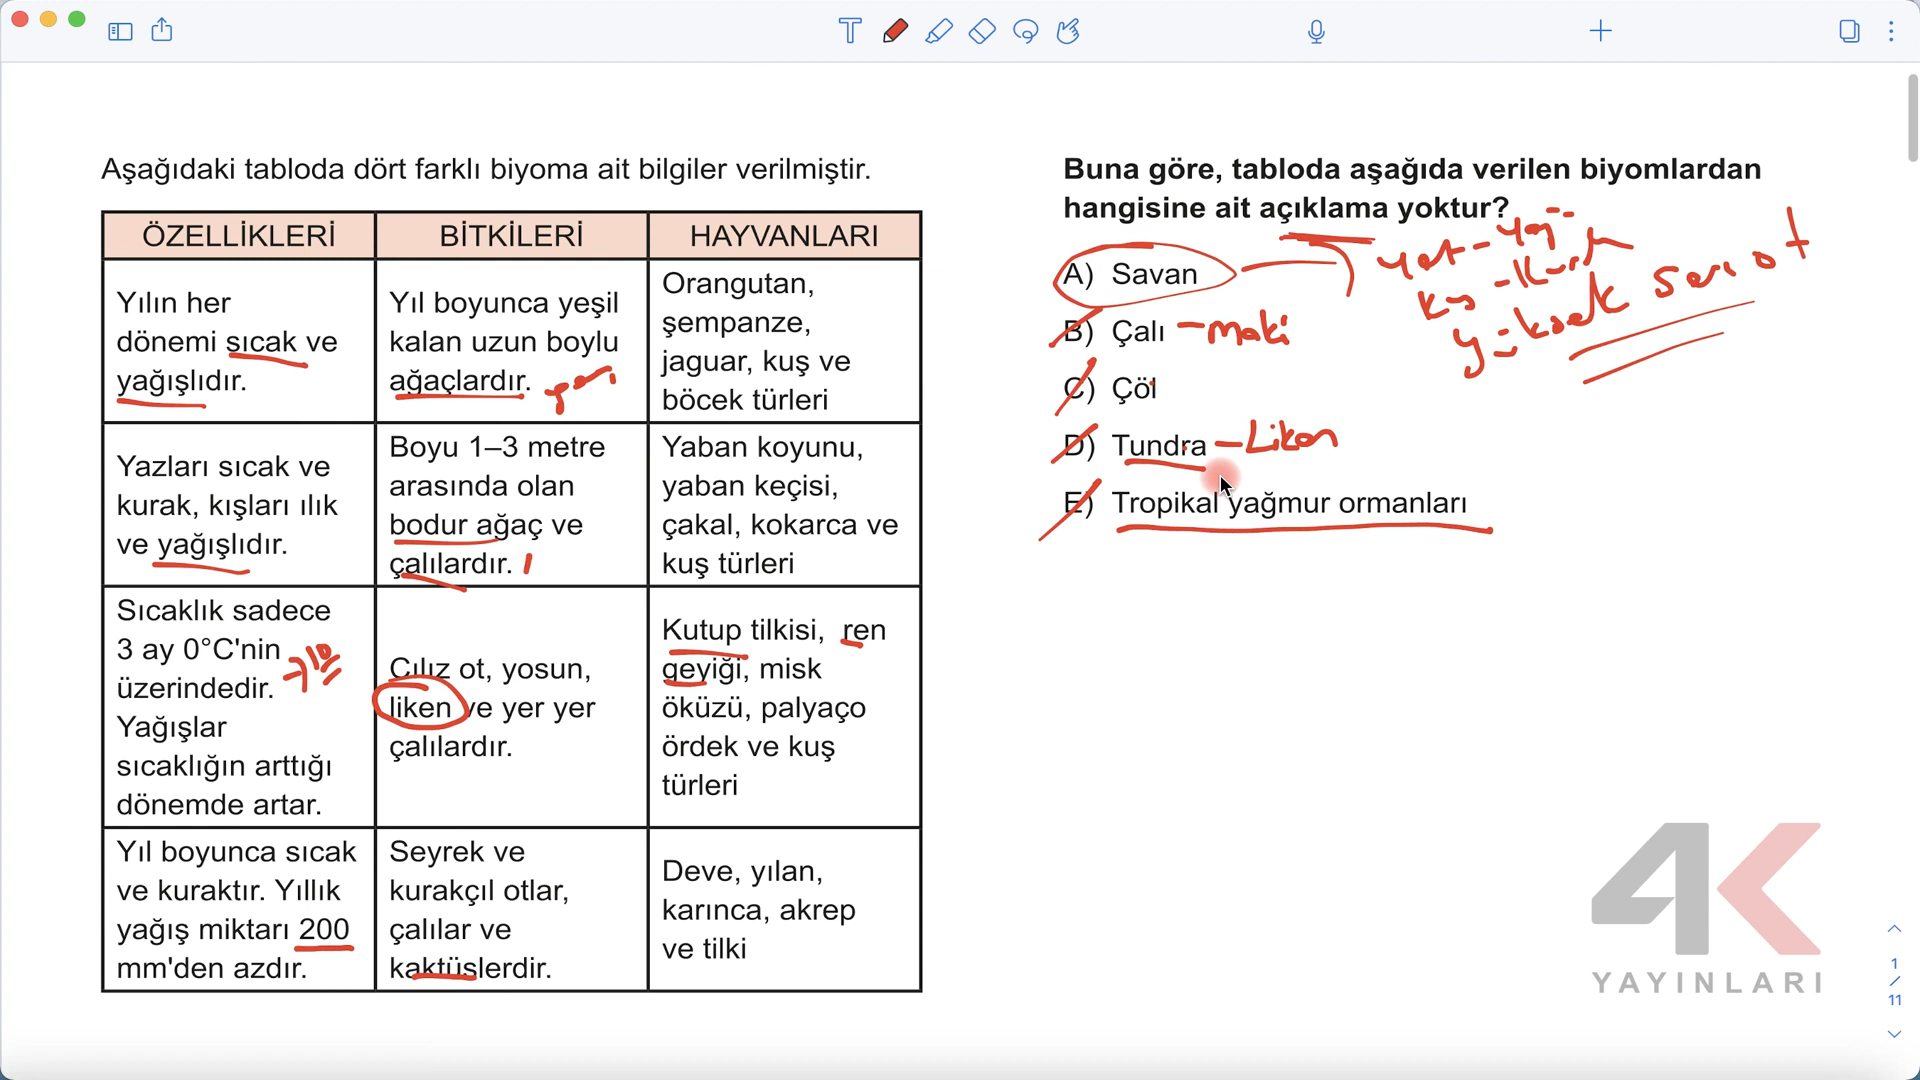 Aşağıdaki tabloda dört farklı biyoma ait bilgiler verilmiştir.
ÖZELLİKLERİ
BİTKİLERİ
HAYVANLARI
Yılın her
dönemi sıcak ve
yağışlıdır.
Yıl boyunca yeşil
kalan uzun boylu
ağaçlardır.
Orangutan,
şempanze,
jaguar, kuş ve
böcek türleri
Yazları sıcak ve
kurak, kışları ılık
ve yağışlıdır.
Boyu 1–3 metre
arasında olan
bodur ağaç ve
çalılardır.
Yaban koyunu,
yaban keçisi,
çakal, kokarca ve
kuş türleri
Sıcaklık sadece
3 ay 0°C'nin
üzerindedir.
Yağışlar
sıcaklığın arttığı
dönemde artar.
10
Cılız ot, yosun,
liken ve yer yer
çalılardır.
Kutup tilkisi, ren
geyiği, misk
öküzü, palyaço
ördek ve kuş
türleri
Yıl boyunca sıcak
ve kuraktır. Yıllık
yağış miktarı 200
mm'den azdır.
Seyrek ve
kurakçıl otlar,
çalılar ve
kaktüslerdir.
Deve, yılan,
karınca, akrep
ve tilki
Buna göre, tabloda aşağıda verilen biyomlardan
hangisine ait açıklama yoktur?
A) Savan
B) Çalı - maki
C) Çöl
D) Tundra - Liken
E) Tropikal yağmur ormanları
yüksek sarı ot
4K
YAYINLARI
1
/
11